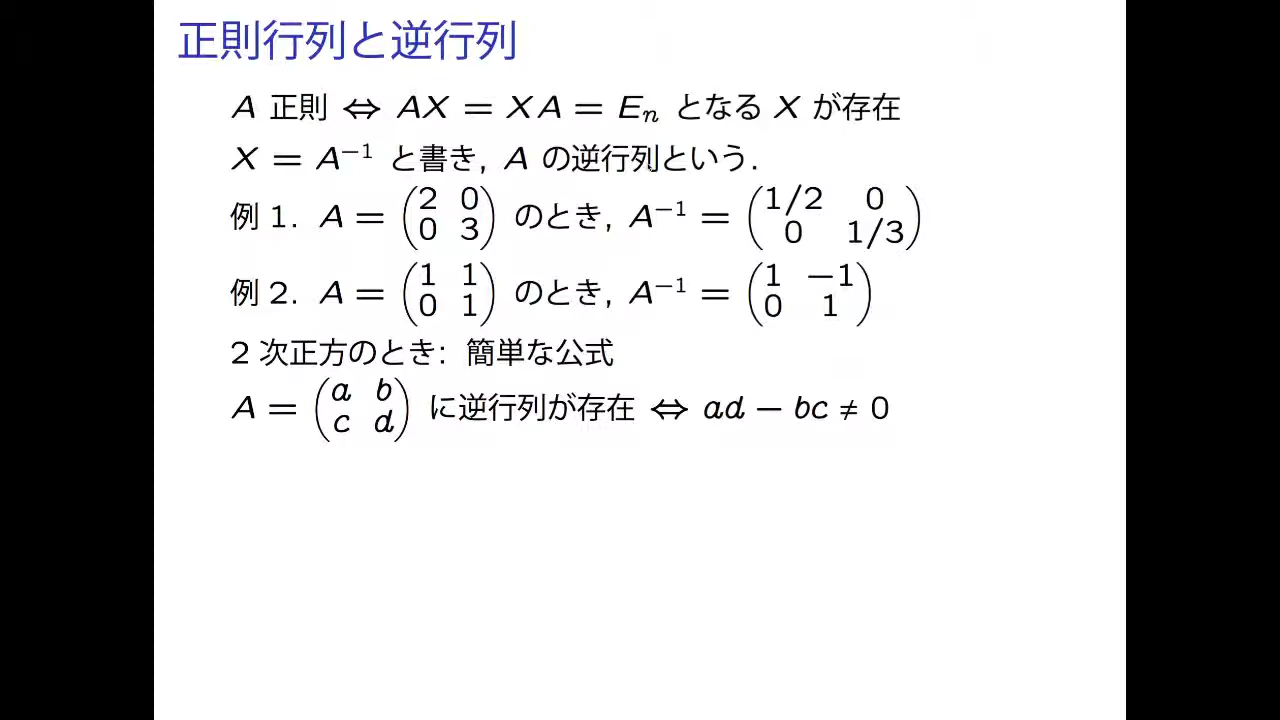 正則行列と逆行列
A 正則 ⇔ AX = XA = Eₙ となる X が存在
X = A⁻¹ と書き, A の逆行列という.
例 1. A = (2 0 / 0 3) のとき, A⁻¹ = (1/2 0 / 0 1/3)
例 2. A = (1 1 / 0 1) のとき, A⁻¹ = (1 −1 / 0 1)
2 次正方のとき: 簡単な公式
A = (a b / c d) に逆行列が存在 ⇔ ad − bc ≠ 0